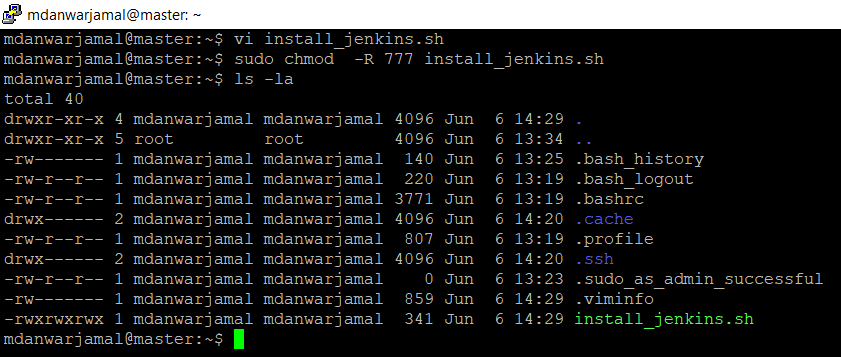 mdanwarjamal@master: ~
mdanwarjamal@master:~$ vi install_jenkins.sh
mdanwarjamal@master:~$ sudo chmod  -R 777 install_jenkins.sh
mdanwarjamal@master:~$ ls -la
total 40
drwxr-xr-x 4 mdanwarjamal mdanwarjamal 4096 Jun  6 14:29 .
drwxr-xr-x 5 root         root         4096 Jun  6 13:34 ..
-rw------- 1 mdanwarjamal mdanwarjamal  140 Jun  6 13:25 .bash_history
-rw-r--r-- 1 mdanwarjamal mdanwarjamal  220 Jun  6 13:19 .bash_logout
-rw-r--r-- 1 mdanwarjamal mdanwarjamal 3771 Jun  6 13:19 .bashrc
drwx------ 2 mdanwarjamal mdanwarjamal 4096 Jun  6 14:20 .cache
-rw-r--r-- 1 mdanwarjamal mdanwarjamal  807 Jun  6 13:19 .profile
drwx------ 2 mdanwarjamal mdanwarjamal 4096 Jun  6 14:20 .ssh
-rw-r--r-- 1 mdanwarjamal mdanwarjamal    0 Jun  6 13:23 .sudo_as_admin_successful
-rw------- 1 mdanwarjamal mdanwarjamal  859 Jun  6 14:29 .viminfo
-rwxrwxrwx 1 mdanwarjamal mdanwarjamal  341 Jun  6 14:29 install_jenkins.sh
mdanwarjamal@master:~$